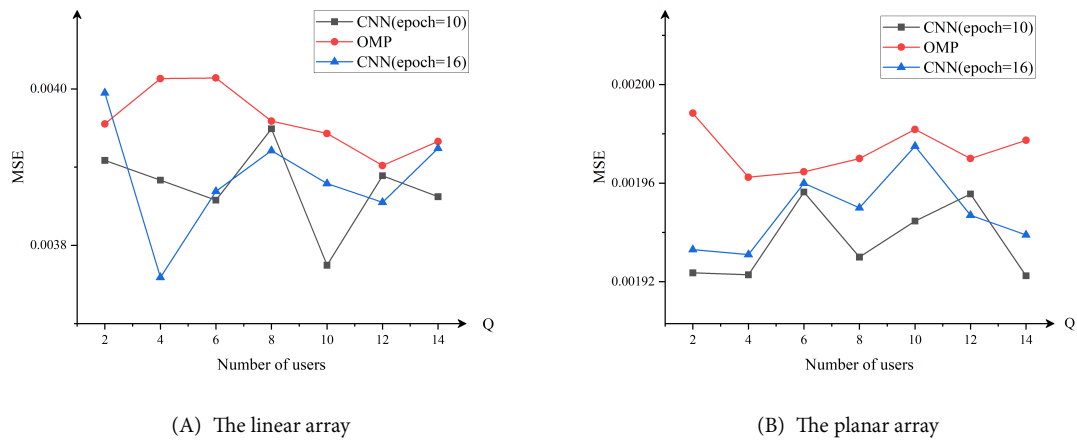 CNN(epoch=10)
OMP
CNN(epoch=16)
0.0040
0.0038
MSE
2 4 6 8 10 12 14
Q
Number of users
(A) The linear array
CNN(epoch=10)
OMP
CNN(epoch=16)
0.00200
0.00196
0.00192
MSE
2 4 6 8 10 12 14
Q
Number of users
(B) The planar array